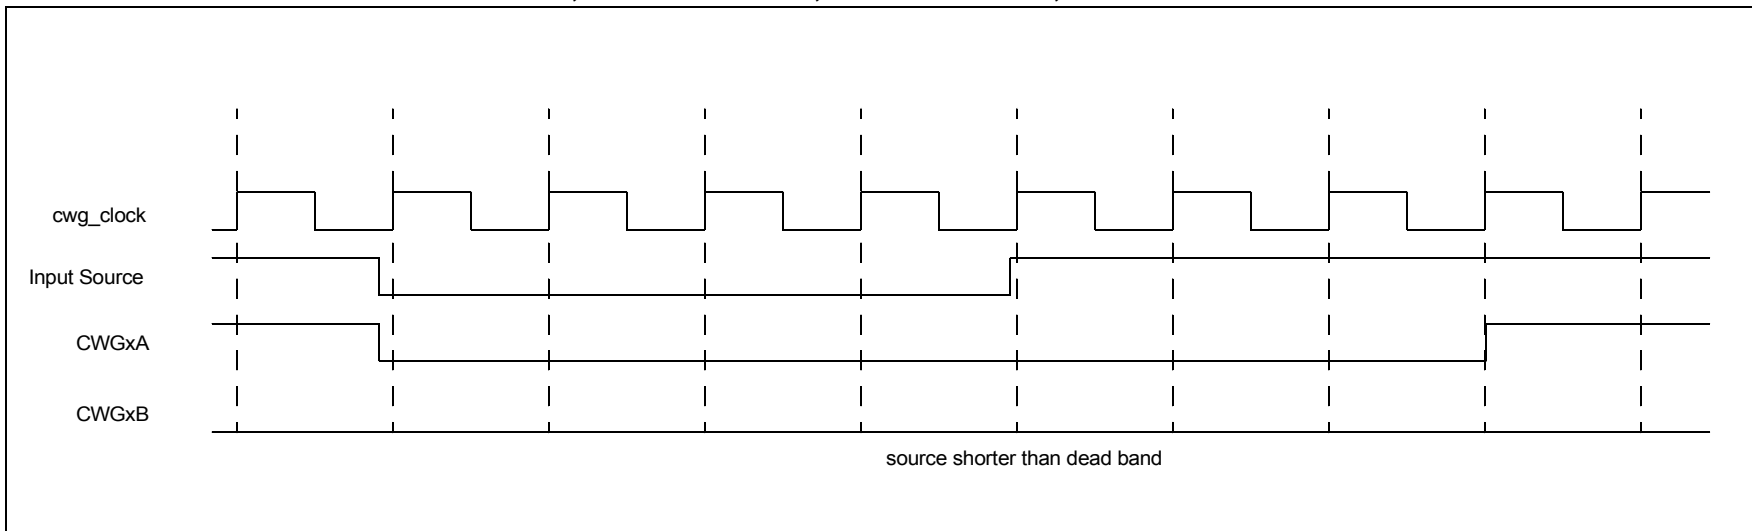 cwg_clock
Input Source
CWGxA
CWGxB
source shorter than dead band